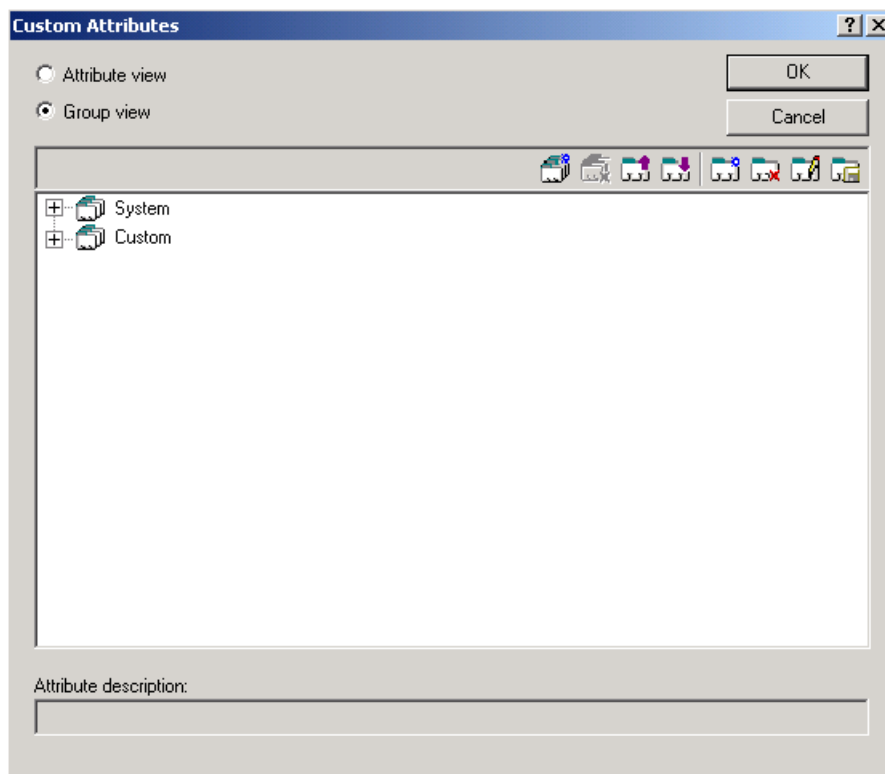 Custom Attributes
Attribute view
OK
Group view
Cancel
System
Custom
Attribute description: